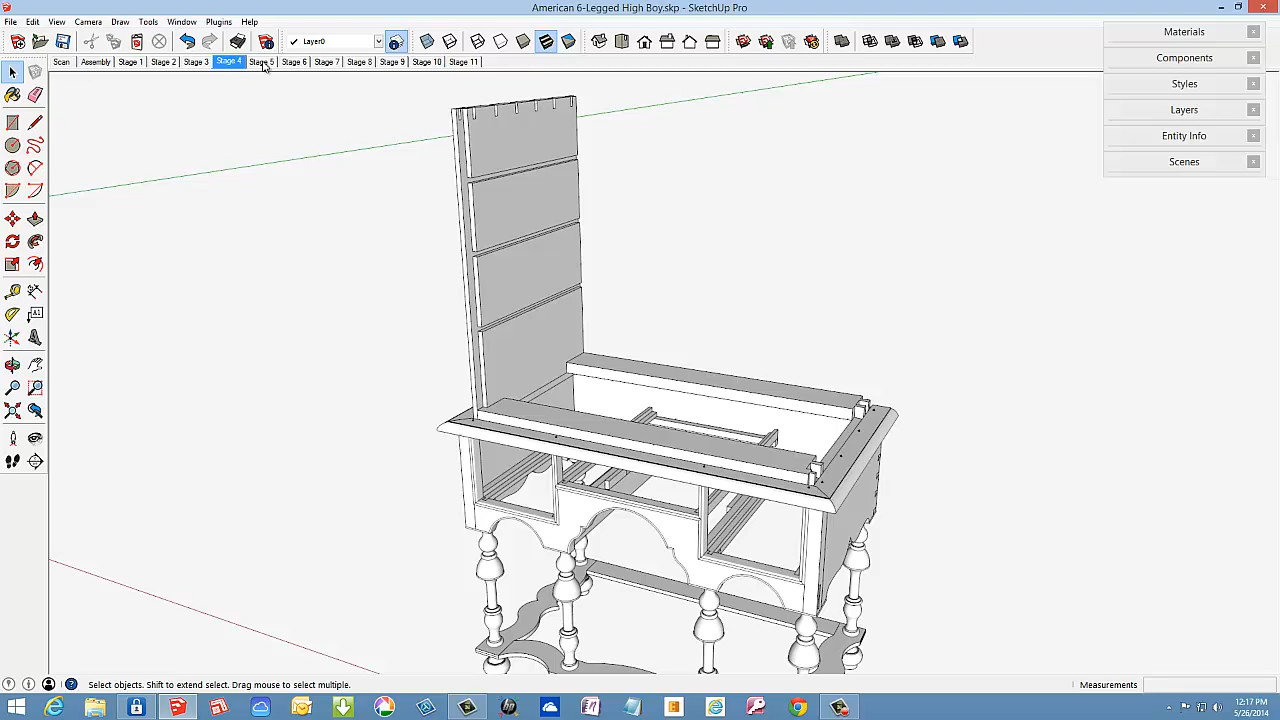 American 6-Legged High Boy.skp - SketchUp Pro
File Edit View Camera Draw Tools Window Plugins Help
Layer0
Scan Assembly Stage 1 Stage 2 Stage 3 Stage 4 Stage 5 Stage 6 Stage 7 Stage 8 Stage 9 Stage 10 Stage 11
Materials
Components
Styles
Layers
Entity Info
Scenes
A1
Select objects. Shift to extend select. Drag mouse to select multiple.
Measurements
12:17 PM
5/26/2014